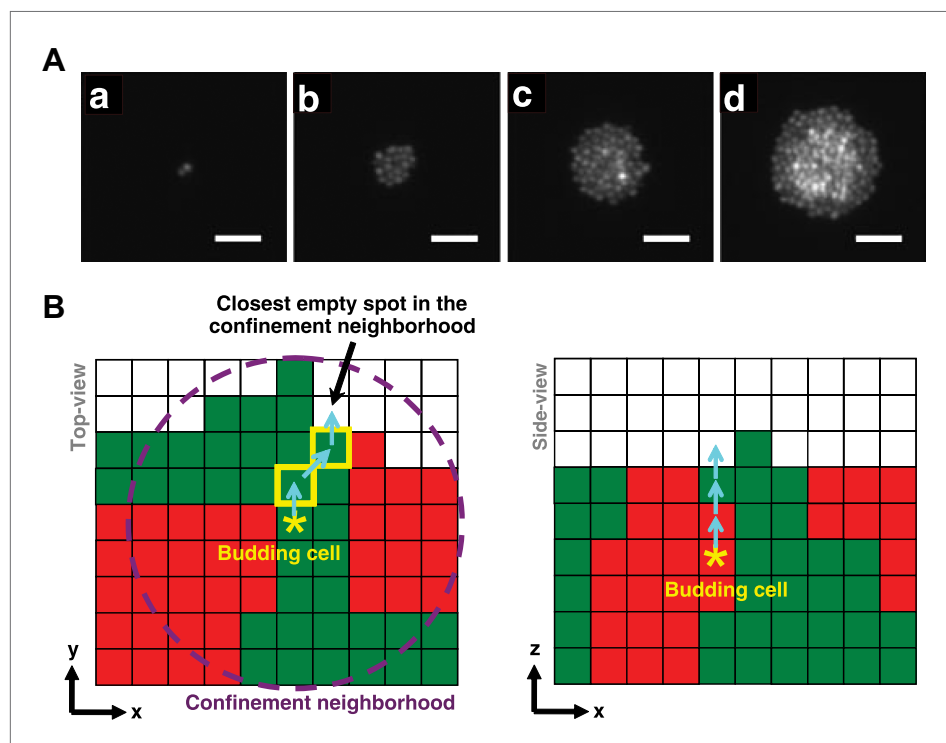 A
a
b
c
d
B
Closest empty spot in the
confinement neighborhood
Top-view
Budding cell
y
x
Confinement neighborhood
Side-view
Budding cell
z
x